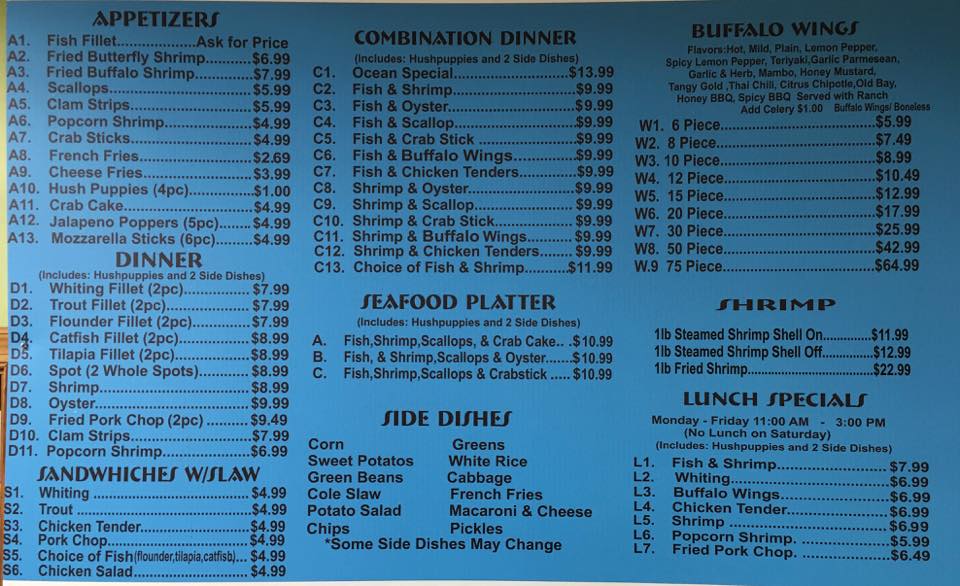 APPETIZERS
A1. Fish Fillet....................Ask for Price
A2. Fried Butterfly Shrimp..........$6.99
A3. Fried Buffalo Shrimp...........$7.99
A4. Scallops...........................$5.99
A5. Clam Strips........................$5.99
A6. Popcorn Shrimp..................$4.99
A7. Crab Sticks........................$4.99
A8. French Fries.......................$2.69
A9. Cheese Fries......................$3.99
A10. Hush Puppies (4pc).............$1.00
A11. Crab Cake.........................$4.99
A12. Jalapeno Poppers (5pc)........$4.99
A13. Mozzarella Sticks (6pc).......$4.99
DINNER
(Includes: Hushpuppies and 2 Side Dishes)
D1. Whiting Fillet (2pc)..............$7.99
D2. Trout Fillet (2pc).................$7.99
D3. Flounder Fillet (2pc)............$7.99
D4. Catfish Fillet (2pc)..............$8.99
D5. Tilapia Fillet (2pc)..............$8.99
D6. Spot (2 Whole Spots)..........$8.99
D7. Shrimp.............................$8.99
D8. Oyster..............................$9.99
D9. Fried Pork Chop (2pc) .........$9.49
D10. Clam Strips......................$7.99
D11. Popcorn Shrimp.................$6.99
SANDWHICHES W/SLAW
S1. Whiting ............................$4.99
S2. Trout ...............................$4.99
S3. Chicken Tender...................$4.99
S4. Pork Chop.........................$4.99
S5. Choice of Fish(flounder,tilapia,catfish)... $4.99
S6. Chicken Salad.....................$4.99
COMBINATION DINNER
(Includes: Hushpuppies and 2 Side Dishes)
C1. Ocean Special.....................$13.99
C2. Fish & Shrimp.....................$9.99
C3. Fish & Oyster......................$9.99
C4. Fish & Scallop.....................$9.99
C5. Fish & Crab Stick .................$9.99
C6. Fish & Buffalo Wings.............$9.99
C7. Fish & Chicken Tenders.........$9.99
C8. Shrimp & Oyster..................$9.99
C9. Shrimp & Scallop.................$9.99
C10. Shrimp & Crab Stick............$9.99
C11. Shrimp & Buffalo Wings.......... $9.99
C12. Shrimp & Chicken Tenders....... $9.99
C13. Choice of Fish & Shrimp.........$11.99
SEAFOOD PLATTER
(Includes: Hushpuppies and 2 Side Dishes)
A. Fish,Shrimp,Scallops, & Crab Cake.. .$10.99
B. Fish, & Shrimp,Scallops & Oyster......$10.99
C. Fish,Shrimp,Scallops & Crabstick ..... $10.99
SIDE DISHES
Corn Greens
Sweet Potatos White Rice
Green Beans Cabbage
Cole Slaw French Fries
Potato Salad Macaroni & Cheese
Chips Pickles
*Some Side Dishes May Change
BUFFALO WINGS
Flavors:Hot, Mild, Plain, Lemon Pepper,
Spicy Lemon Pepper, Teriyaki,Garlic Parmesean,
Garlic & Herb, Mambo, Honey Mustard,
Tangy Gold ,Thai Chili, Citrus Chipotle,Old Bay,
Honey BBQ, Spicy BBQ Served with Ranch
Add Celery $1.00 Buffalo Wings/ Boneless
W1. 6 Piece............................$5.99
W2. 8 Piece............................$7.49
W3. 10 Piece...........................$8.99
W4. 12 Piece...........................$10.49
W5. 15 Piece...........................$12.99
W6. 20 Piece...........................$17.99
W7. 30 Piece...........................$25.99
W8. 50 Piece...........................$42.99
W.9 75 Piece...........................$64.99
SHRIMP
1lb Steamed Shrimp Shell On............$11.99
1lb Steamed Shrimp Shell Off............$12.99
1lb Fried Shrimp...............................$22.99
LUNCH SPECIALS
Monday - Friday 11:00 AM - 3:00 PM
(No Lunch on Saturday)
(Includes: Hushpuppies and 2 Side Dishes)
L1. Fish & Shrimp.......................$7.99
L2. Whiting...............................$6.99
L3. Buffalo Wings.......................$6.99
L4. Chicken Tender.....................$6.99
L5. Shrimp ...............................$6.99
L6. Popcorn Shrimp. ..................$5.99
L7. Fried Pork Chop. ..................$6.49